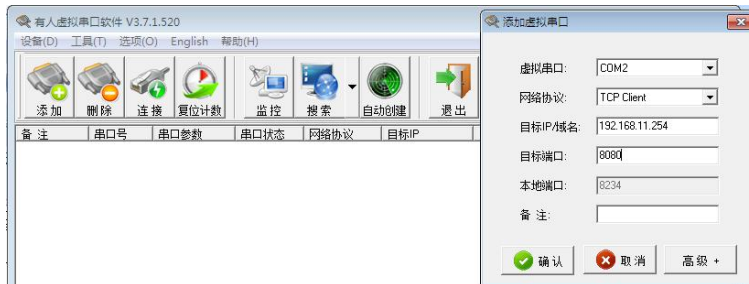 有人虚拟串口软件 V3.7.1.520
设备(D) 工具(T) 选项(O) English 帮助(H)
添加 删除 连接 复位计数 监控 搜索 自动创建 退出
备 注 串口号 串口参数 串口状态 网络协议 目标IP
添加虚拟串口
虚拟串口: COM2
网络协议: TCP Client
目标IP/域名: 192.168.11.254
目标端口: 8080
本地端口: 8234
备 注:
确认 取消 高级 +